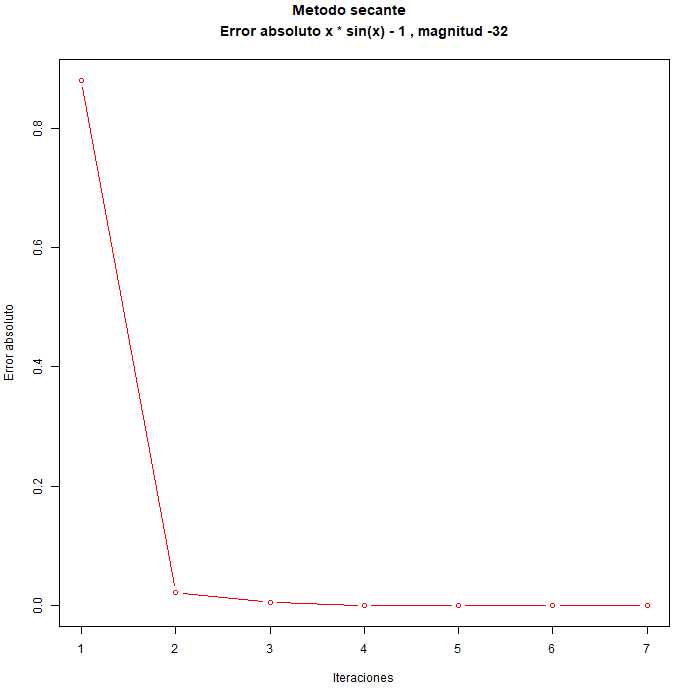 Metodo secante
Error absoluto x * sin(x) - 1 , magnitud -32
Error absoluto
0.8
0.6
0.4
0.2
0.0
1 2 3 4 5 6 7
Iteraciones